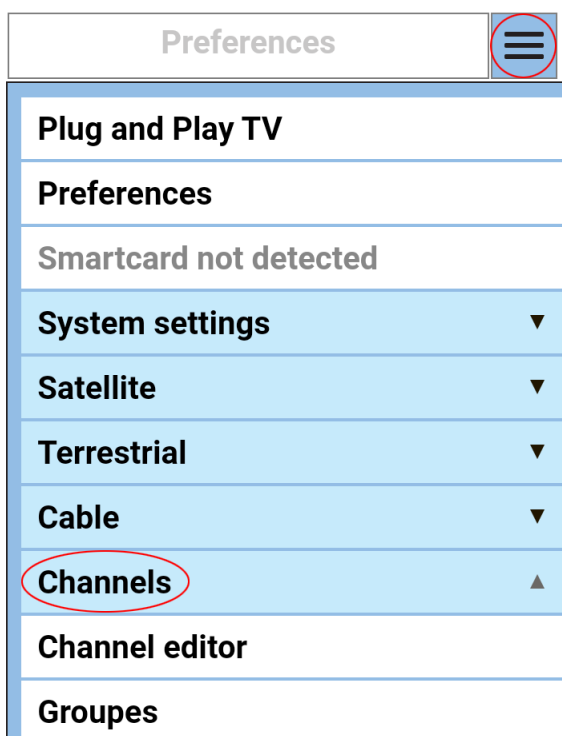 Preferences
Plug and Play TV
Preferences
Smartcard not detected
System settings
Satellite
Terrestrial
Cable
Channels
Channel editor
Groupes